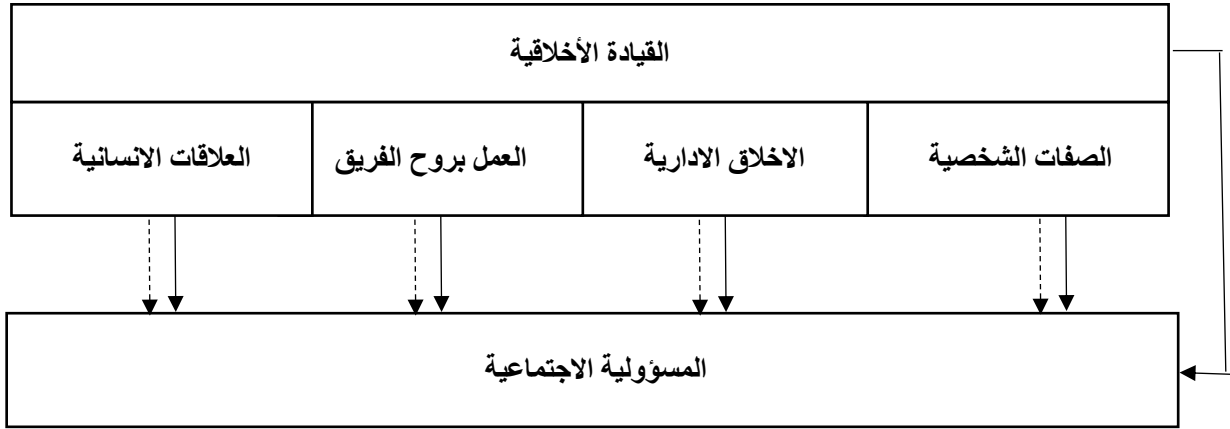 القيادة الأخلاقية
الصفات الشخصية
الاخلاق الادارية
العمل بروح الفريق
العلاقات الانسانية
المسؤولية الاجتماعية